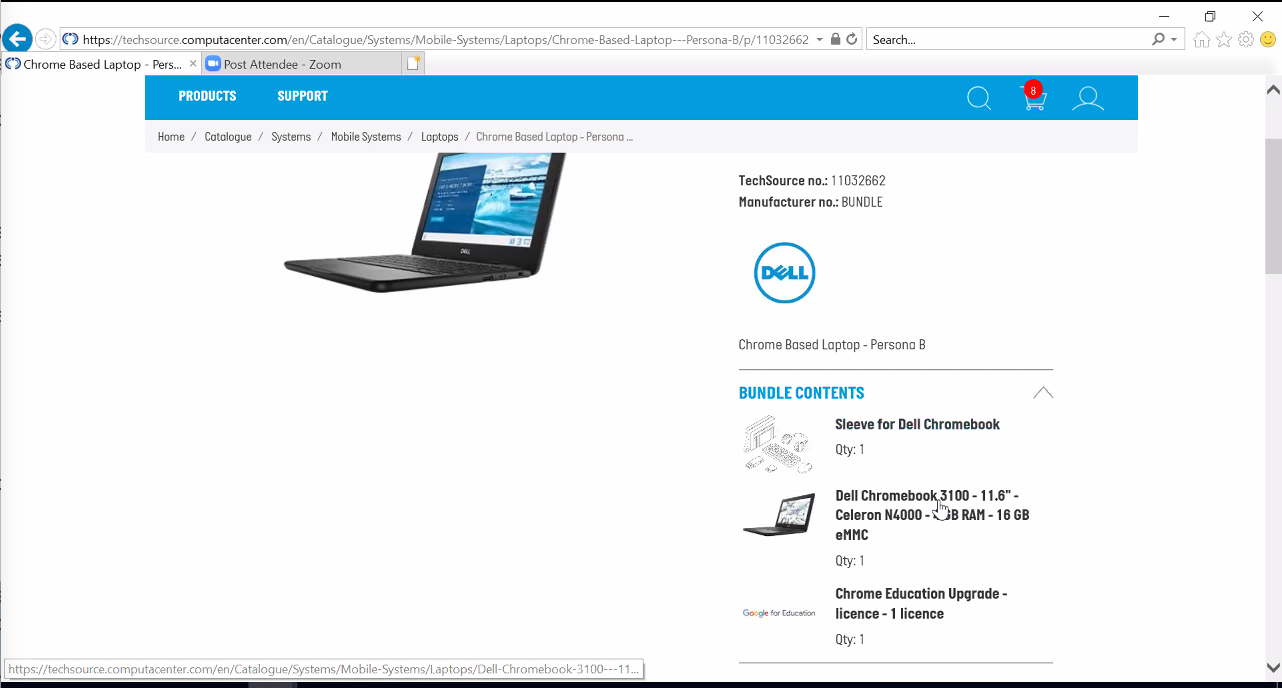 https://techsource.computacenter.com/en/Catalogue/Systems/Mobile-Systems/Laptops/Chrome-Based-Laptop---Persona-B/p/11032662
Search...
Chrome Based Laptop - Pers...
Post Attendee - Zoom
PRODUCTS
SUPPORT
8
Home / Catalogue / Systems / Mobile Systems / Laptops / Chrome Based Laptop - Persona ...
TechSource no.: 11032662
Manufacturer no.: BUNDLE
DELL
DELL
Chrome Based Laptop - Persona B
BUNDLE CONTENTS
Sleeve for Dell Chromebook
Qty: 1
Dell Chromebook 3100 - 11.6" -
Celeron N4000 - GB RAM - 16 GB
eMMC
Qty: 1
Chrome Education Upgrade -
licence - 1 licence
Google for Education
Qty: 1
https://techsource.computacenter.com/en/Catalogue/Systems/Mobile-Systems/Laptops/Dell-Chromebook-3100---11...